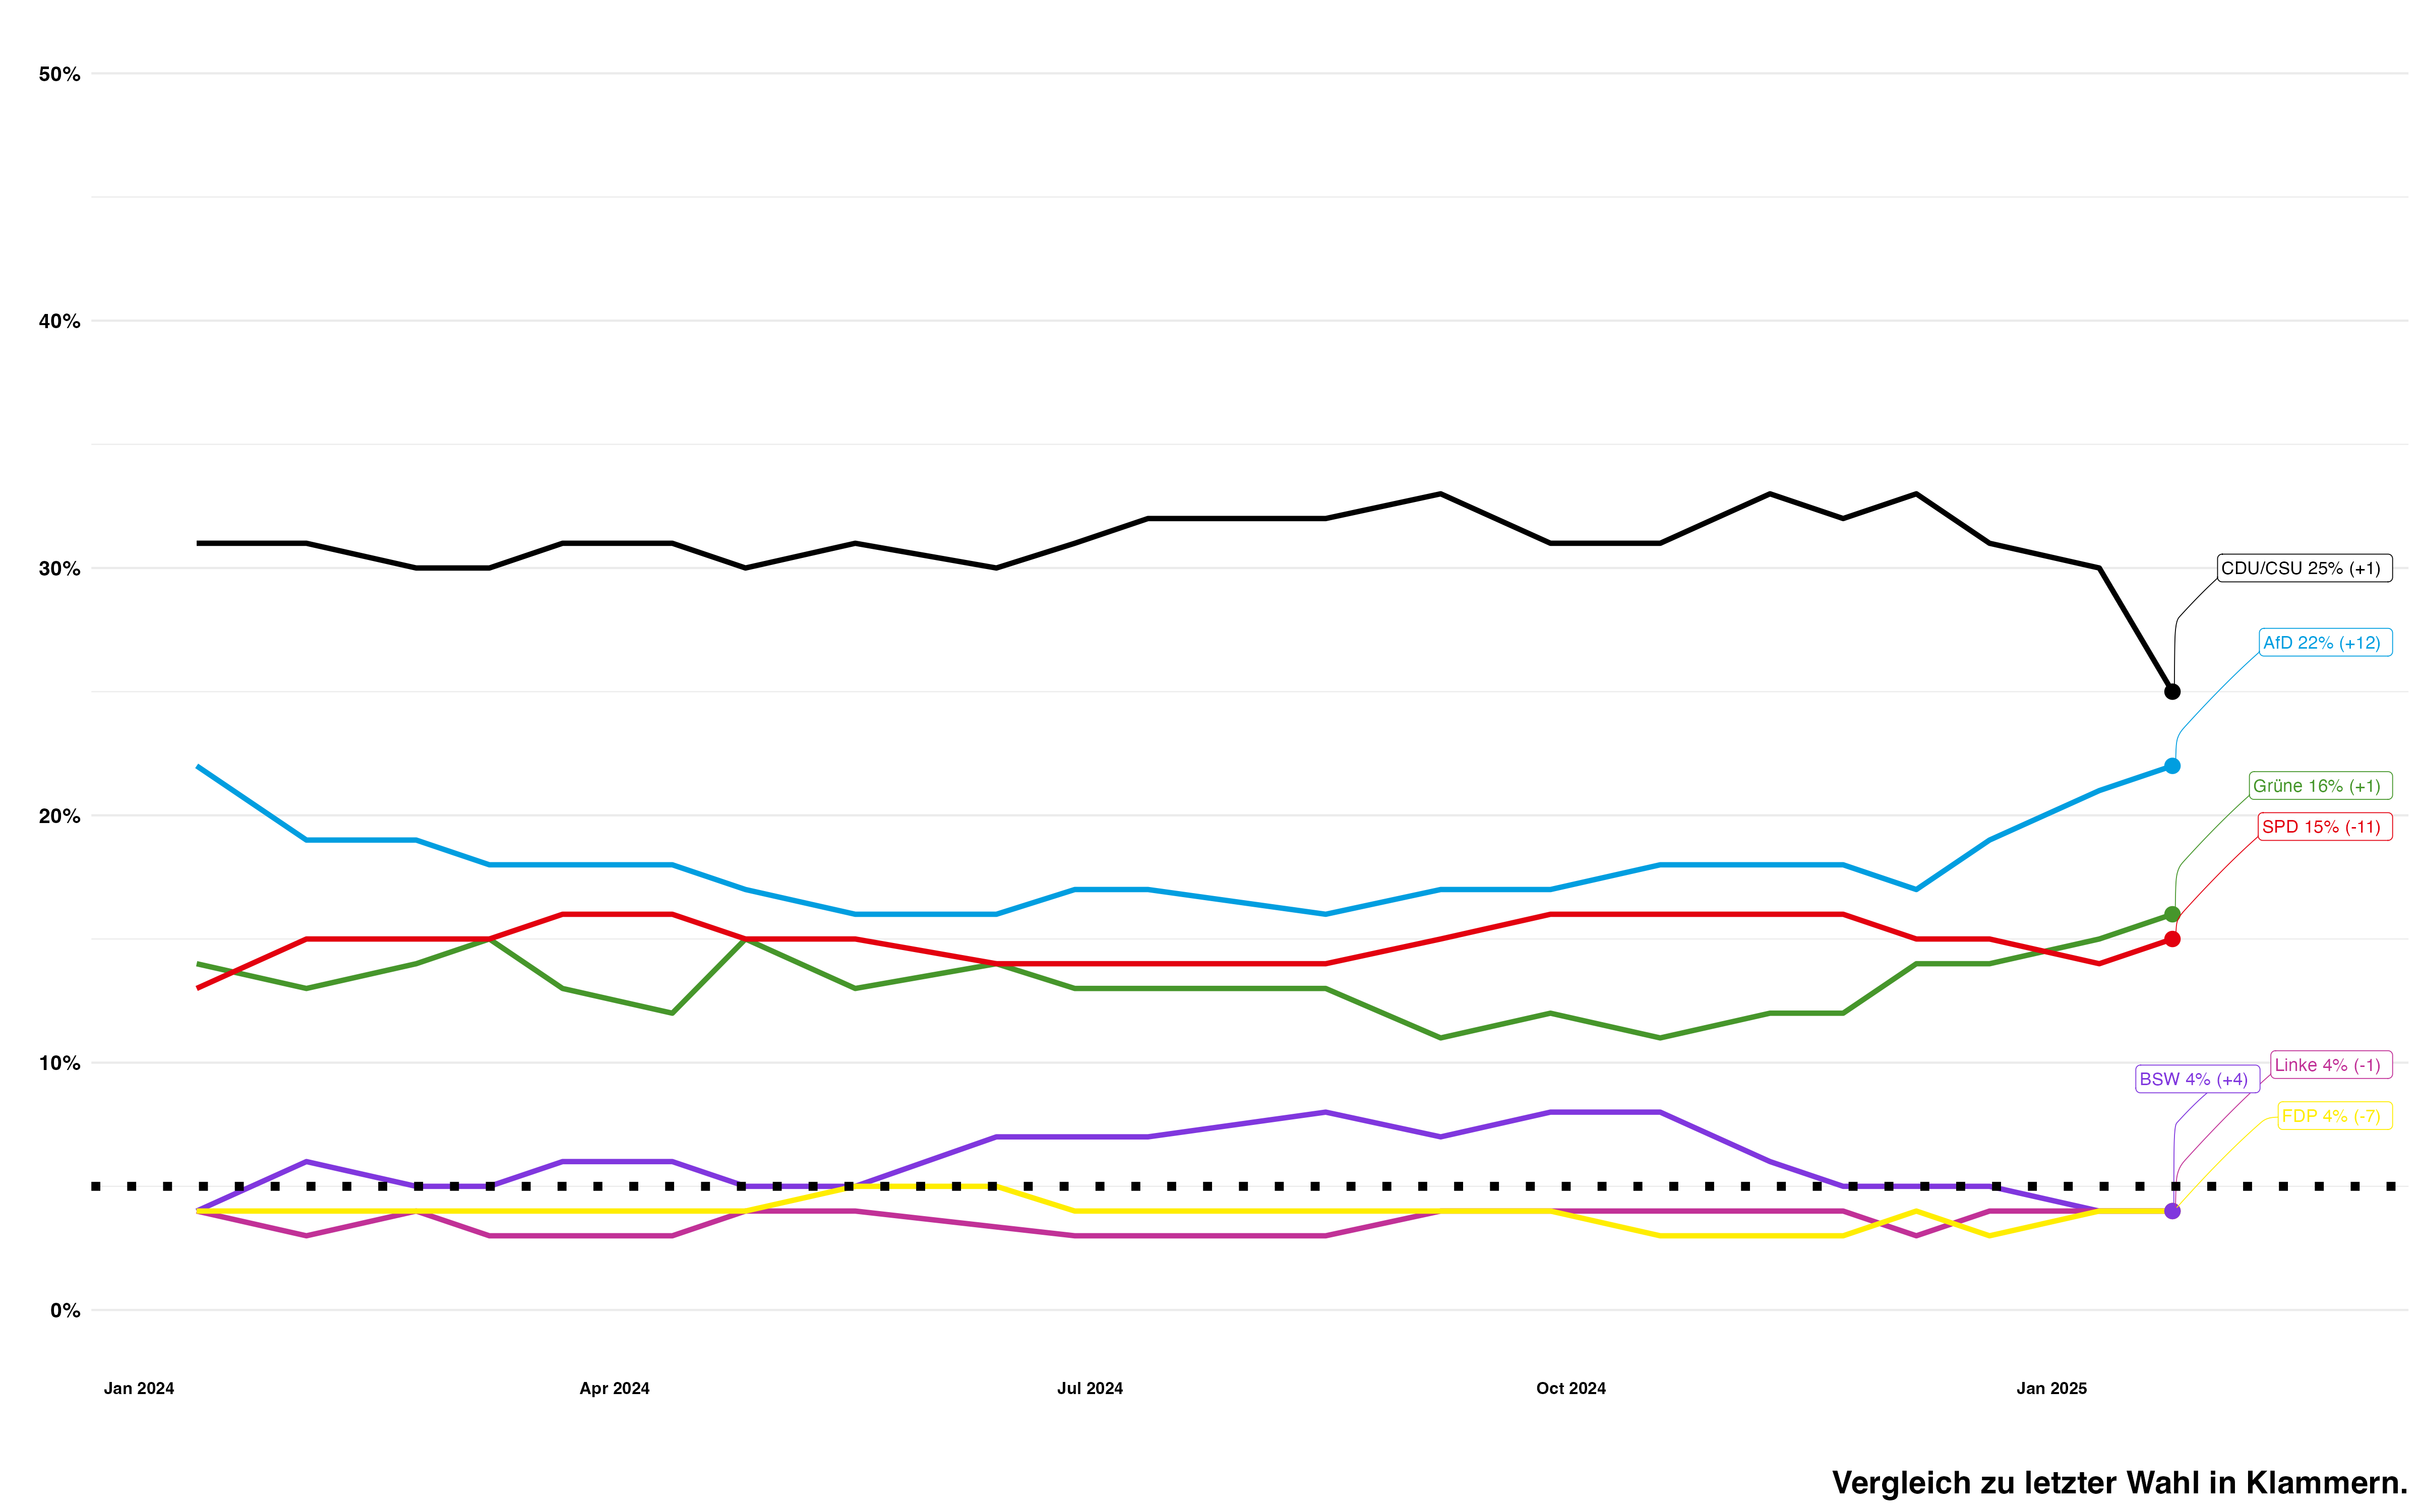 50%
40%
30%
20%
10%
0%
CDU/CSU 25% (+1)
AfD 22% (+12)
Grüne 16% (+1)
SPD 15% (-11)
Linke 4% (-1)
BSW 4% (+4)
FDP 4% (-7)
Jan 2024
Apr 2024
Jul 2024
Oct 2024
Jan 2025
Vergleich zu letzter Wahl in Klammern.